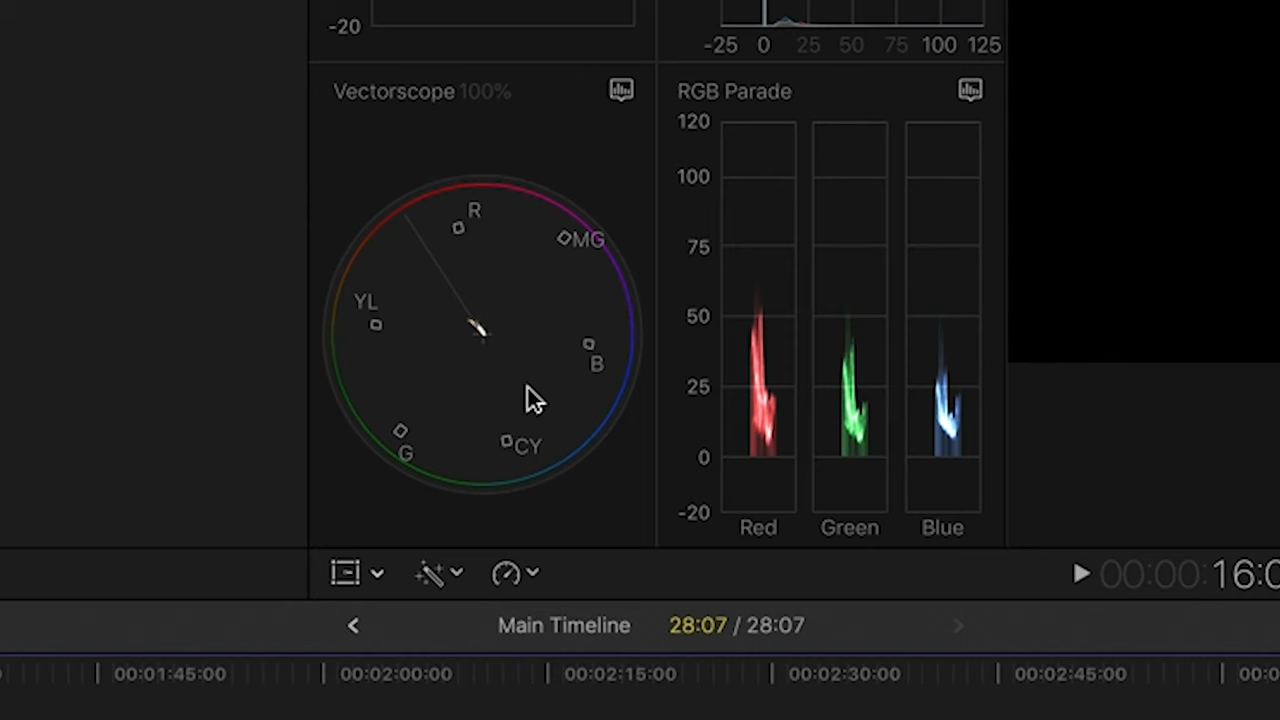 -20
-25 0 25 50 75 100 125
Vectorscope 100%
RGB Parade
120
100
75
50
25
0
-20
R
MG
YL
B
G
CY
Red Green Blue
00:00:16:0
Main Timeline 28:07 / 28:07
00:01:45:00 00:02:00:00 00:02:15:00 00:02:30:00 00:02:45:00 00:0